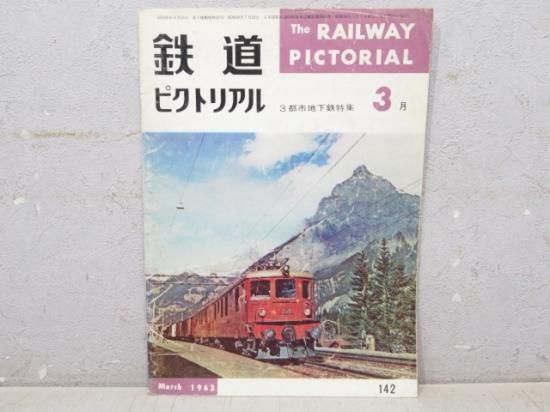 鉄道
ピクトリアル
The RAILWAY
PICTORIAL
3都市地下鉄特集
3月
March 1963
142